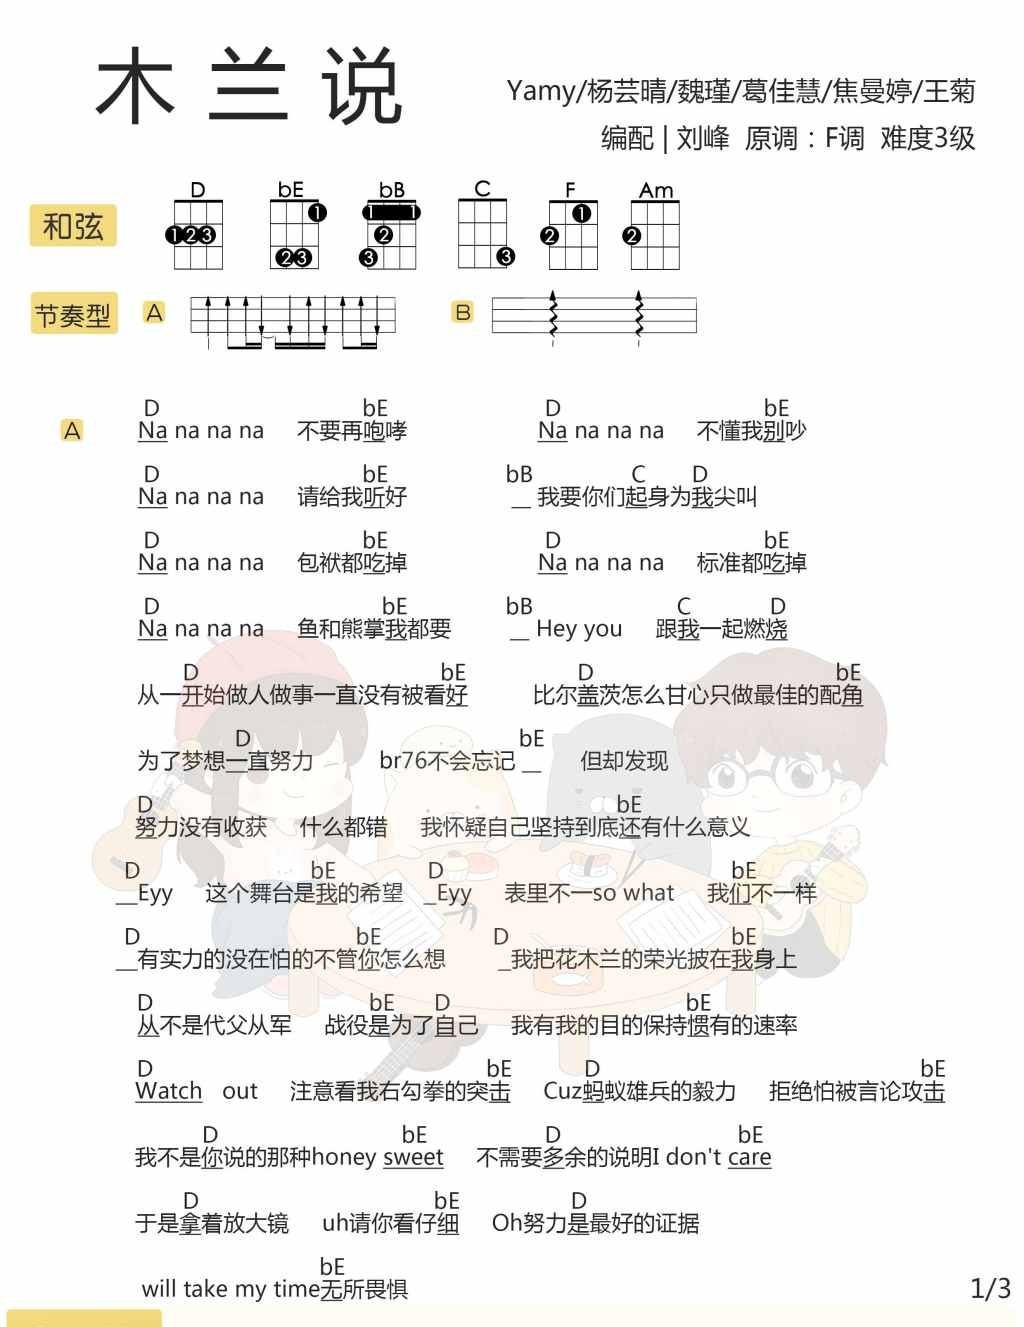 木兰说
Yamy/杨芸晴/魏瑾/葛佳慧/焦曼婷/王菊
编配 | 刘峰 原调：F调 难度3级
和弦 D bE bB C F Am
1 2 3 1 2 3 1 1 2 3 3 1 2 2
节奏型 A B
D bE D bE
A Na na na na 不要再咆哮 Na na na na 不懂我别吵
D bE bB C D
Na na na na 请给我听好 __ 我要你们起身为我尖叫
D bE D bE
Na na na na 包袱都吃掉 Na na na na 标准都吃掉
D bE bB C D
Na na na na 鱼和熊掌我都要 __ Hey you 跟我一起燃烧
D bE D bE
从一开始做人做事一直没有被看好 比尔盖茨怎么甘心只做最佳的配角
D bE
为了梦想一直努力 br76不会忘记 __ 但却发现
D bE
努力没有收获 什么都错 我怀疑自己坚持到底还有什么意义
D bE D bE
__Eyy 这个舞台是我的希望 _Eyy 表里不一so what 我们不一样
D bE D bE
__有实力的没在怕的不管你怎么想 _我把花木兰的荣光披在我身上
D bE D bE
从不是代父从军 战役是为了自己 我有我的目的保持惯有的速率
D bE D bE
Watch out 注意看我右勾拳的突击 Cuz蚂蚁雄兵的毅力 拒绝怕被言论攻击
D bE D bE
我不是你说的那种honey sweet 不需要多余的说明I don't care
D bE D
于是拿着放大镜 uh请你看仔细 Oh努力是最好的证据
bE
will take my time无所畏惧
1/3